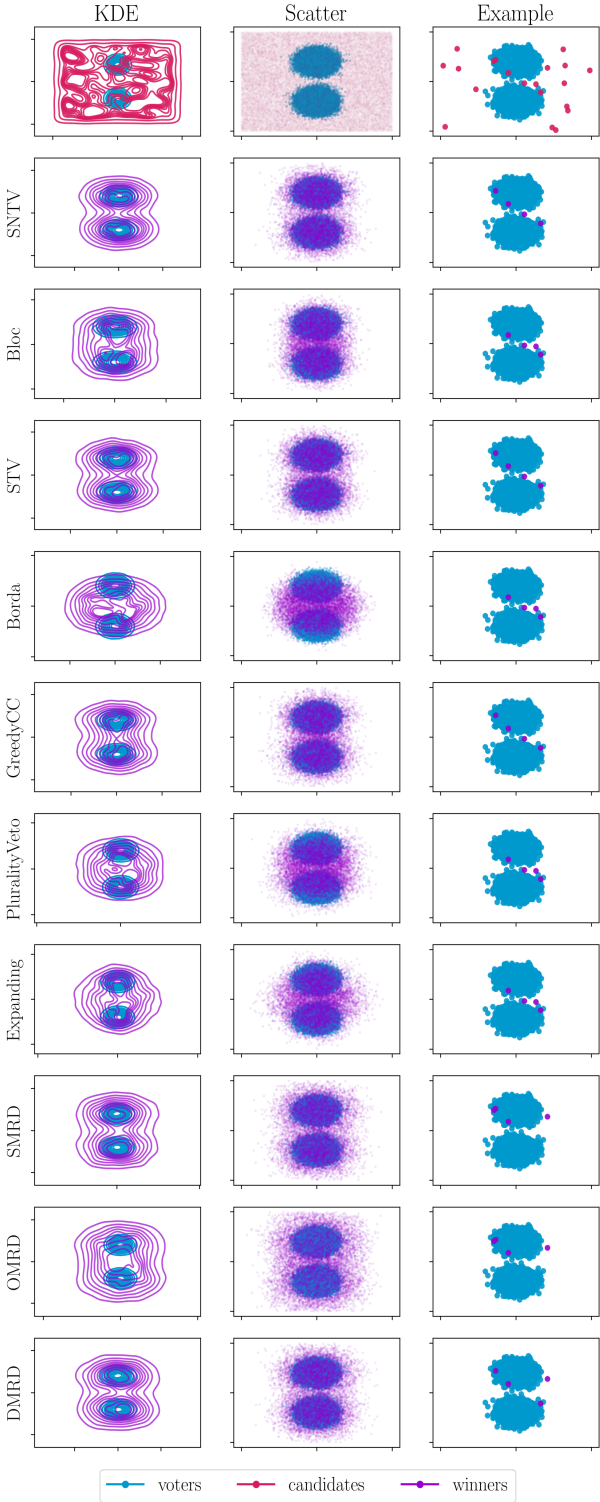 KDE Scatter Example
SNTV
Bloc
STV
Borda
GreedyCC
PluralityVeto
Expanding
SMRD
OMRD
DMRD
voters candidates winners